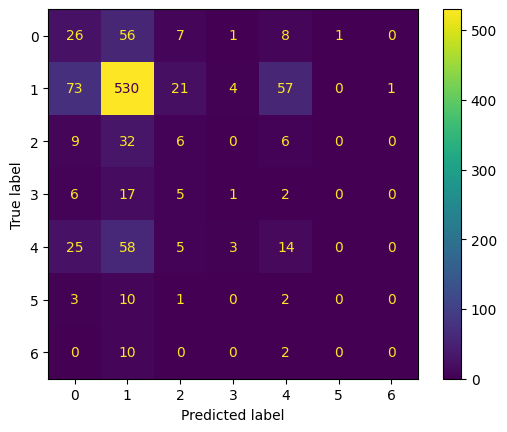 0 26 56 7 1 8 1 0
1 73 530 21 4 57 0 1
2 9 32 6 0 6 0 0
3 6 17 5 1 2 0 0
4 25 58 5 3 14 0 0
5 3 10 1 0 2 0 0
6 0 10 0 0 2 0 0
0 1 2 3 4 5 6
True label
Predicted label
500
400
300
200
100
0